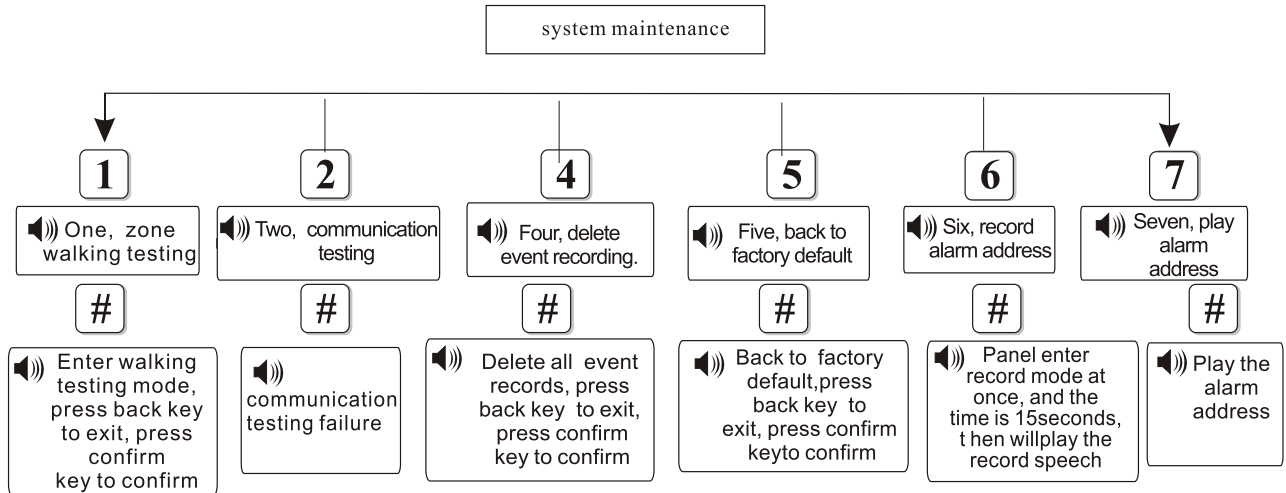 system maintenance
1
2
4
5
6
7
One, zone
walking testing
Two, communication
testing
Four, delete
event recording.
Five, back to
factory default
Six, record
alarm address
Seven, play
alarm
address
#
#
#
#
#
#
Enter walking
testing mode,
press back key
to exit, press
confirm
key to confirm
communication
testing failure
Delete all event
records, press
back key to exit,
press confirm
key to confirm
Back to factory
default,press
back key to
exit, press confirm
keyto confirm
Panel enter
record mode at
once, and the
time is 15seconds,
t hen willplay the
record speech
Play the
alarm
address